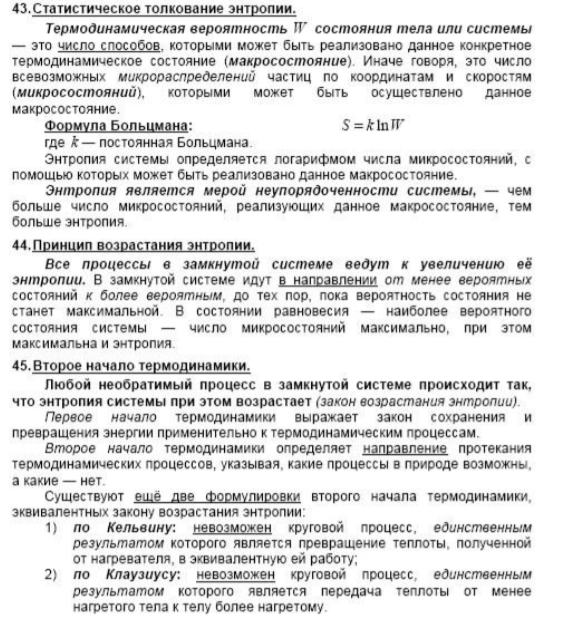 43. Статистическое толкование энтропии.
Термодинамическая вероятность W состояния тела или системы
— это число способов, которыми может быть реализовано данное конкретное
термодинамическое состояние (макросостояние). Иначе говоря, это число
всевозможных микрораспределений частиц по координатам и скоростям
(микросостояний), которыми может быть осуществлено данное
макросостояние.
Формула Больцмана: S = k ln W
где k — постоянная Больцмана.
Энтропия системы определяется логарифмом числа микросостояний, с
помощью которых может быть реализовано данное макросостояние.
Энтропия является мерой неупорядоченности системы, — чем
больше число микросостояний, реализующих данное макросостояние, тем
больше энтропия.
44. Принцип возрастания энтропии.
Все процессы в замкнутой системе ведут к увеличению её
энтропии. В замкнутой системе идут в направлении от менее вероятных
состояний к более вероятным, до тех пор, пока вероятность состояния не
станет максимальной. В состоянии равновесия — наиболее вероятного
состояния системы — число микросостояний максимально, при этом
максимальна и энтропия.
45. Второе начало термодинамики.
Любой необратимый процесс в замкнутой системе происходит так,
что энтропия системы при этом возрастает (закон возрастания энтропии).
Первое начало термодинамики выражает закон сохранения и
превращения энергии применительно к термодинамическим процессам.
Второе начало термодинамики определяет направление протекания
термодинамических процессов, указывая, какие процессы в природе возможны,
а какие — нет.
Существуют ещё две формулировки второго начала термодинамики,
эквивалентных закону возрастания энтропии:
1) по Кельвину: невозможен круговой процесс, единственным
результатом которого является превращение теплоты, полученной
от нагревателя, в эквивалентную ей работу;
2) по Клаузиусу: невозможен круговой процесс, единственным
результатом которого является передача теплоты от менее
нагретого тела к телу более нагретому.